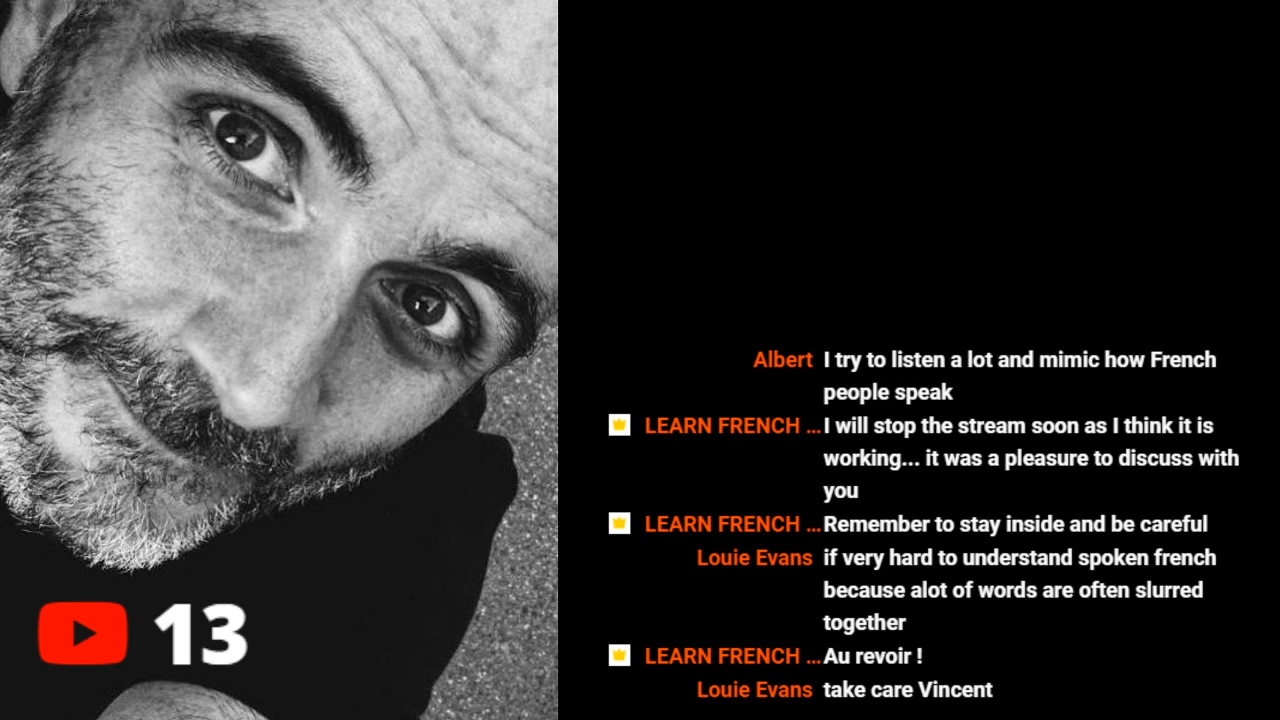 Albert I try to listen a lot and mimic how French
people speak
LEARN FRENCH ... I will stop the stream soon as I think it is
working... it was a pleasure to discuss with
you
LEARN FRENCH ... Remember to stay inside and be careful
Louie Evans if very hard to understand spoken french
because alot of words are often slurred
together
LEARN FRENCH ... Au revoir !
Louie Evans take care Vincent
13